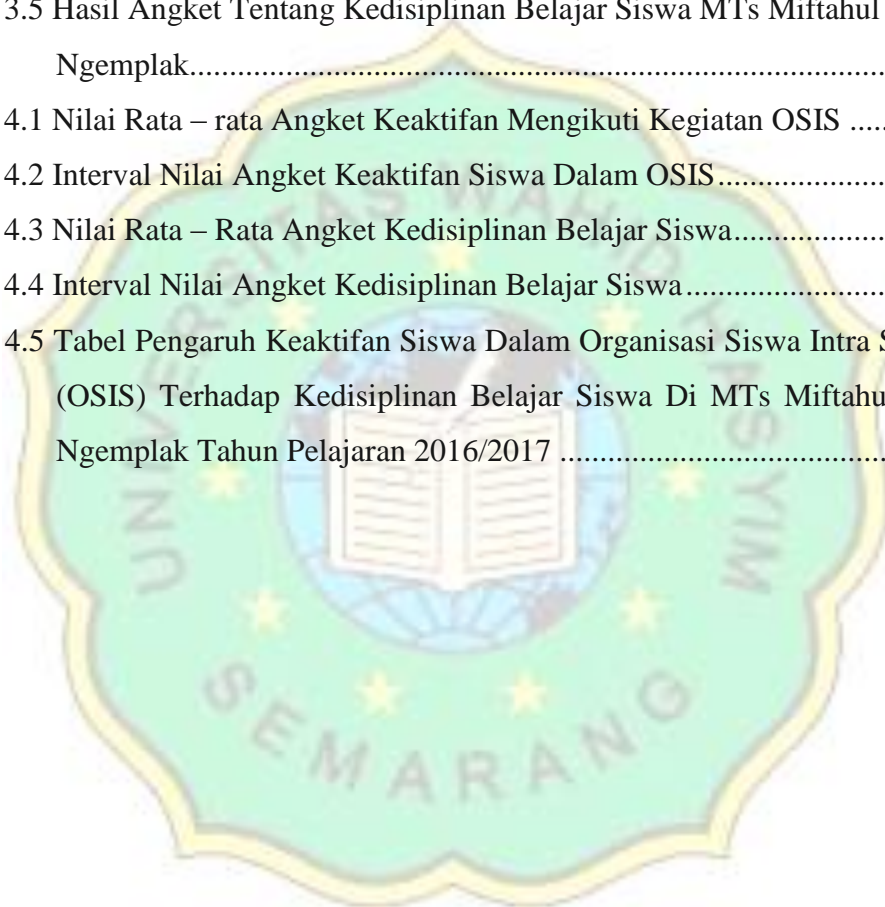 3.5 Hasil Angket Tentang Kedisiplinan Belajar Siswa MTs Miftahul
Ngemplak
4.1 Nilai Rata – rata Angket Keaktifan Mengikuti Kegiatan OSIS
4.2 Interval Nilai Angket Keaktifan Siswa Dalam OSIS
4.3 Nilai Rata – Rata Angket Kedisiplinan Belajar Siswa
4.4 Interval Nilai Angket Kedisiplinan Belajar Siswa
4.5 Tabel Pengaruh Keaktifan Siswa Dalam Organisasi Siswa Intra S
(OSIS) Terhadap Kedisiplinan Belajar Siswa Di MTs Miftahu
Ngemplak Tahun Pelajaran 2016/2017
UNIVERSITAS WAHID HASYIM
SEMARANG